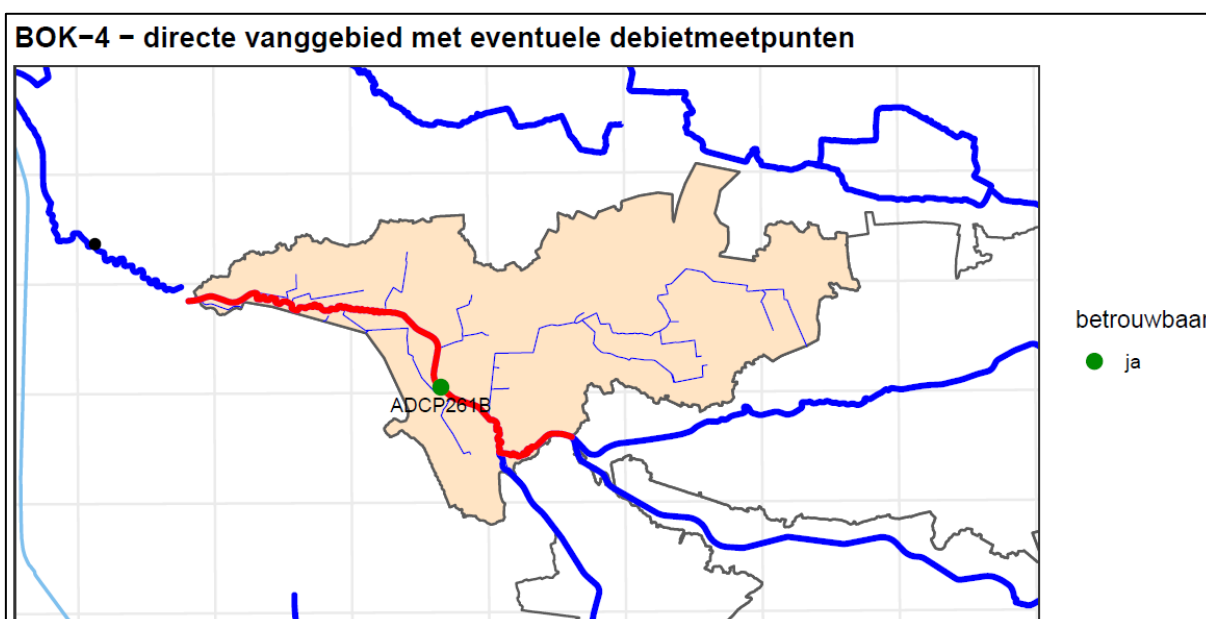 BOK−4 − directe vanggebied met eventuele debietmeetpunten
ADCP261B
betrouwbaar
ja